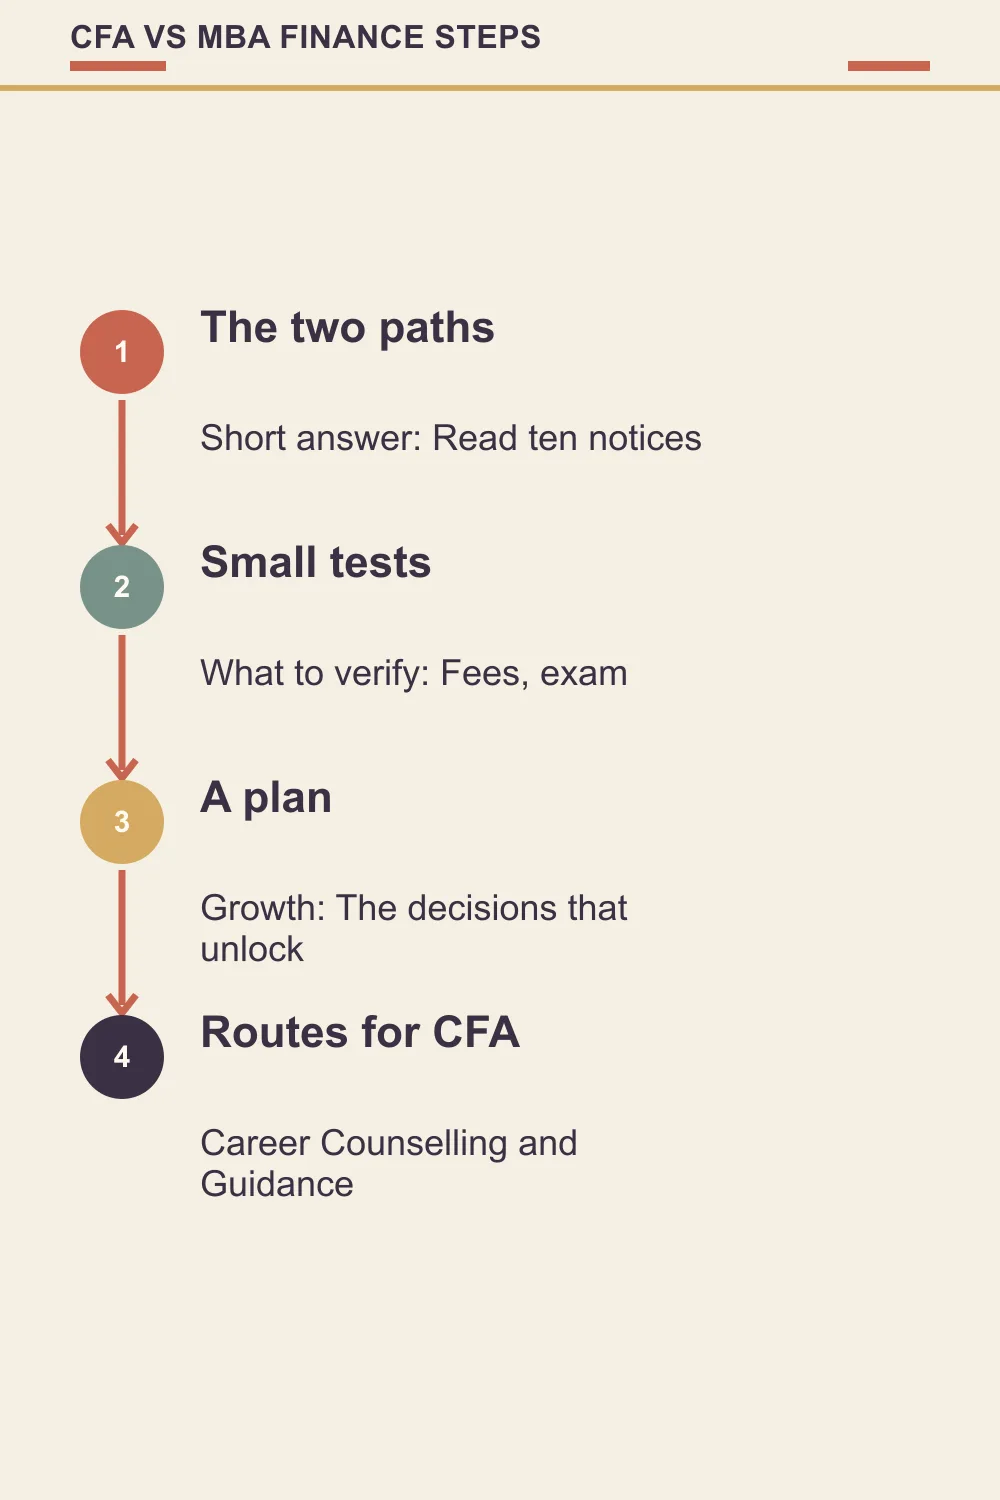 CFA VS MBA FINANCE STEPS
1
The two paths
Short answer: Read ten notices
2
Small tests
What to verify: Fees, exam
3
A plan
Growth: The decisions that
unlock
4
Routes for CFA
Career Counselling and
Guidance